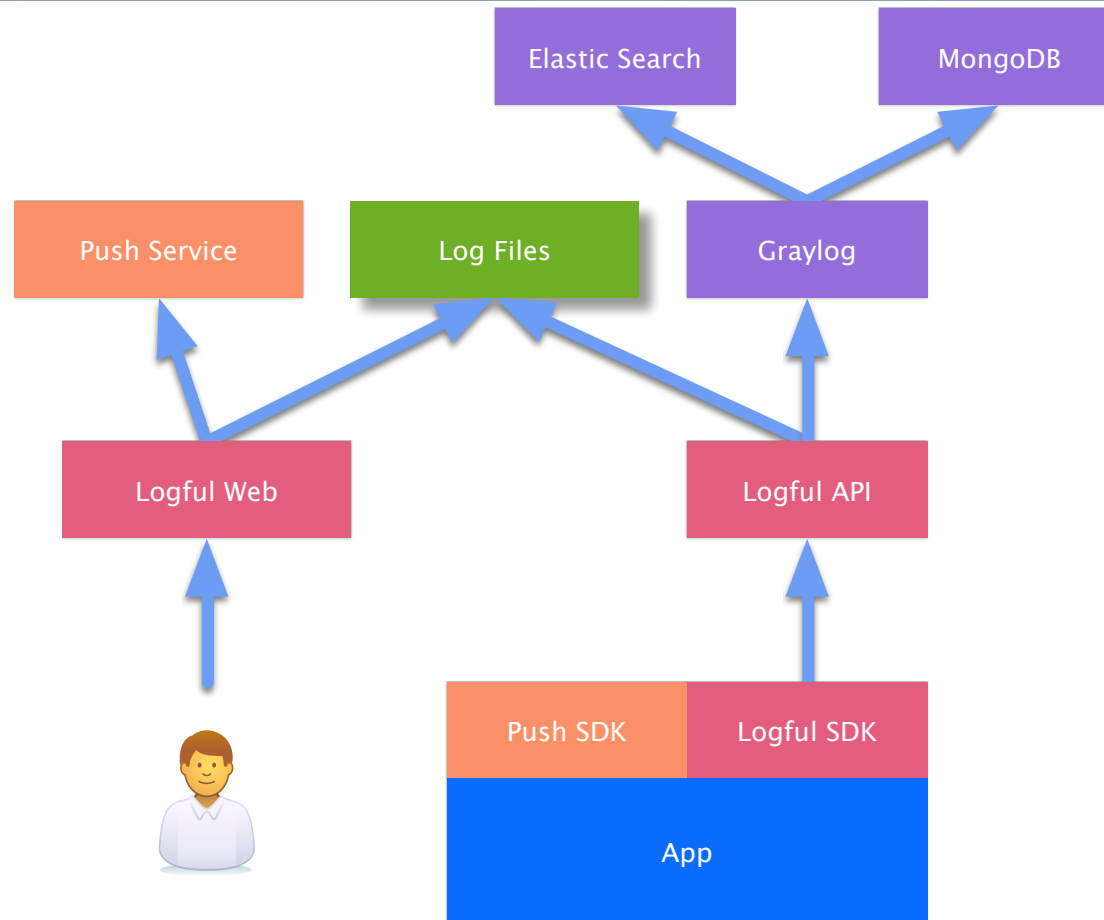 Elastic Search
MongoDB
Push Service
Log Files
Graylog
Logful Web
Logful API
Push SDK
Logful SDK
App